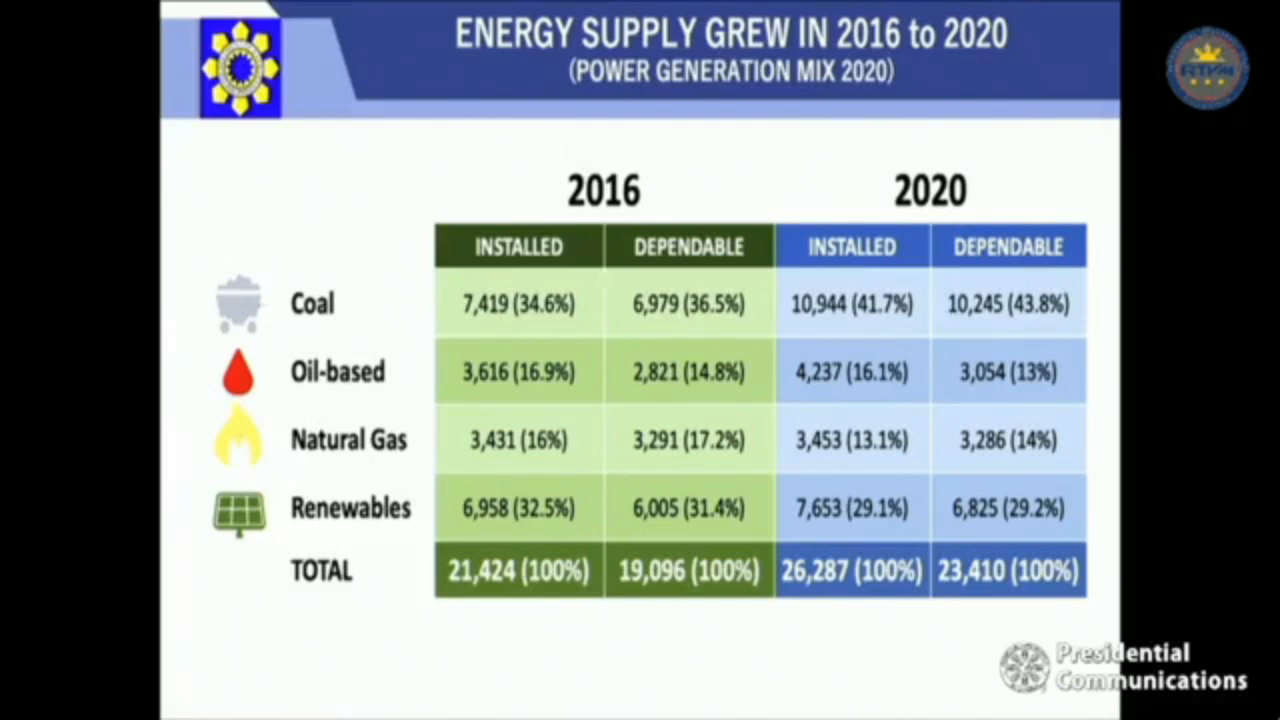 ENERGY SUPPLY GREW IN 2016 to 2020
(POWER GENERATION MIX 2020)
RTVM
2016 2020
INSTALLED DEPENDABLE INSTALLED DEPENDABLE
Coal 7,419 (34.6%) 6,979 (36.5%) 10,944 (41.7%) 10,245 (43.8%)
Oil-based 3,616 (16.9%) 2,821 (14.8%) 4,237 (16.1%) 3,054 (13%)
Natural Gas 3,431 (16%) 3,291 (17.2%) 3,453 (13.1%) 3,286 (14%)
Renewables 6,958 (32.5%) 6,005 (31.4%) 7,653 (29.1%) 6,825 (29.2%)
TOTAL 21,424 (100%) 19,096 (100%) 26,287 (100%) 23,410 (100%)
Presidential
Communications